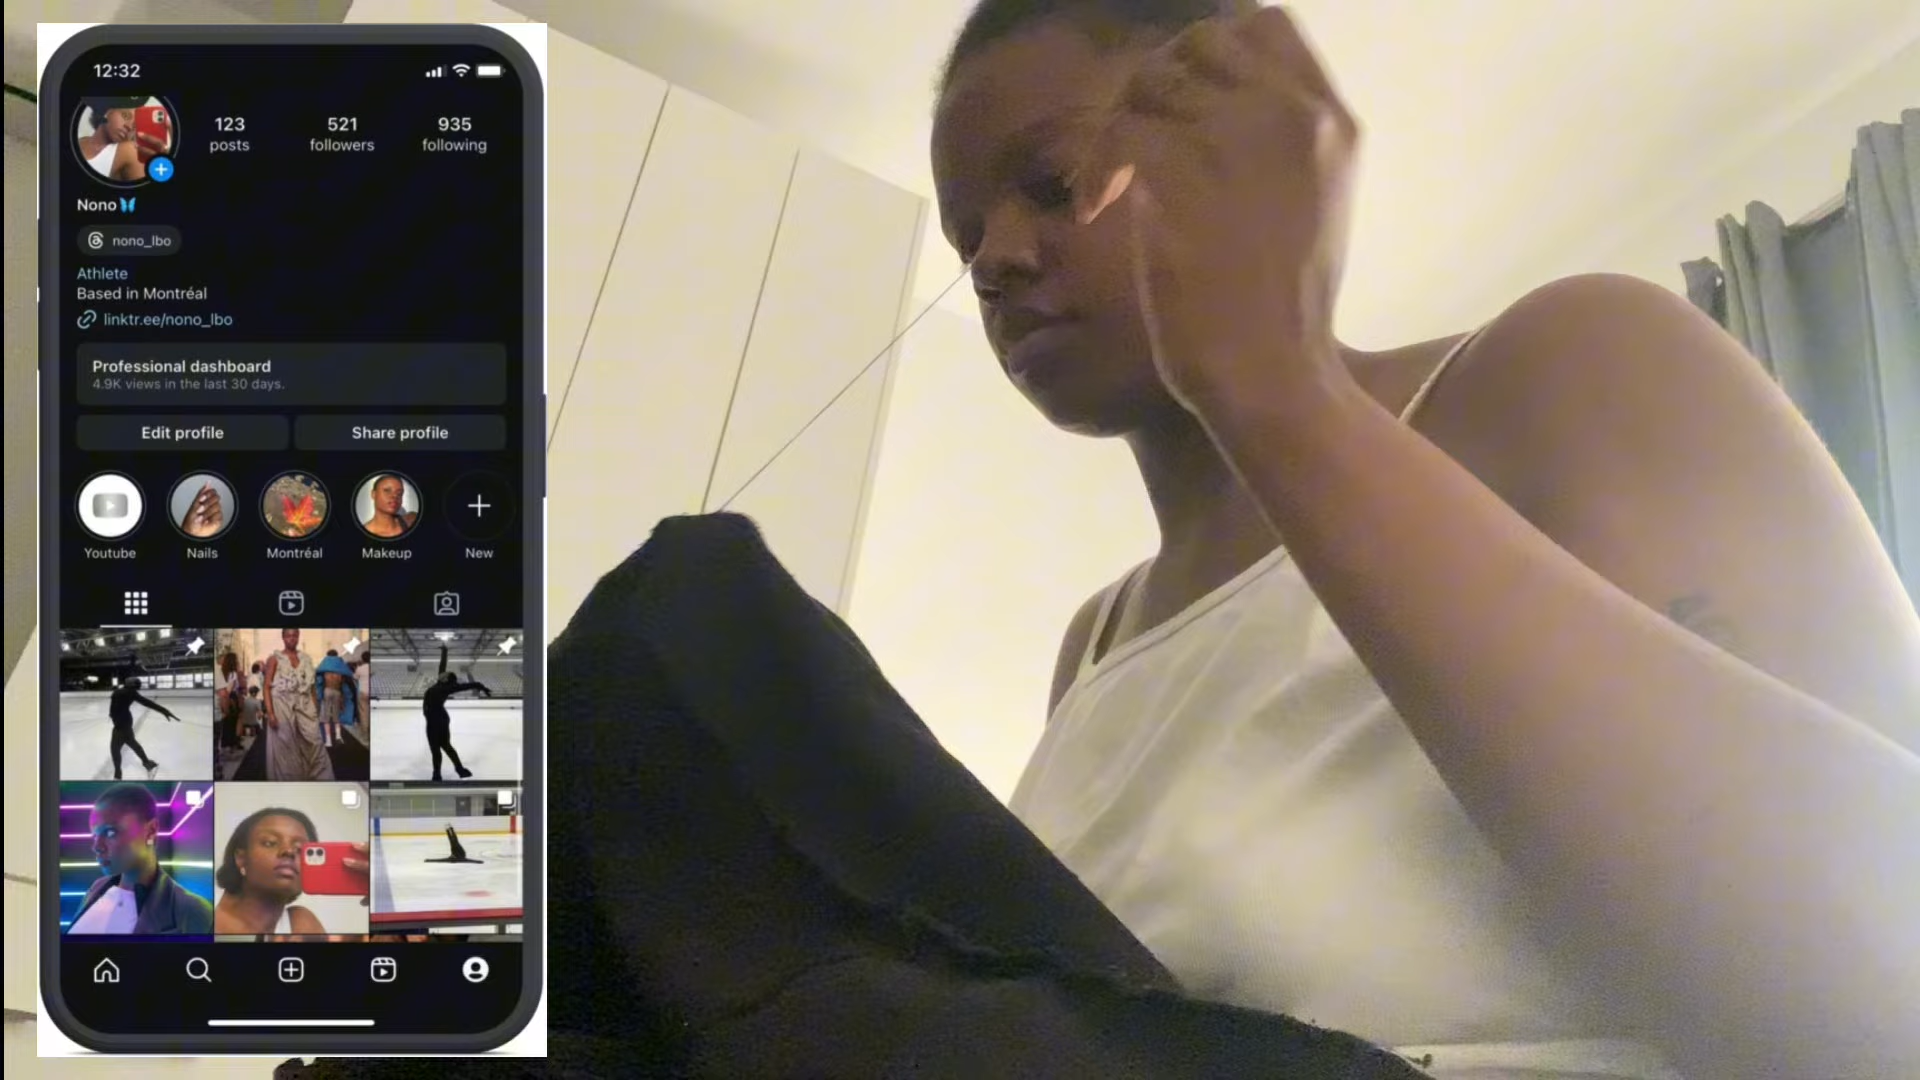 12:32
123
posts
521
followers
935
following
Nono
nono_lbo
Athlete
Based in Montréal
linktr.ee/nono_lbo
Professional dashboard
4.9K views in the last 30 days.
Edit profile
Share profile
Youtube
Nails
Montréal
Makeup
New